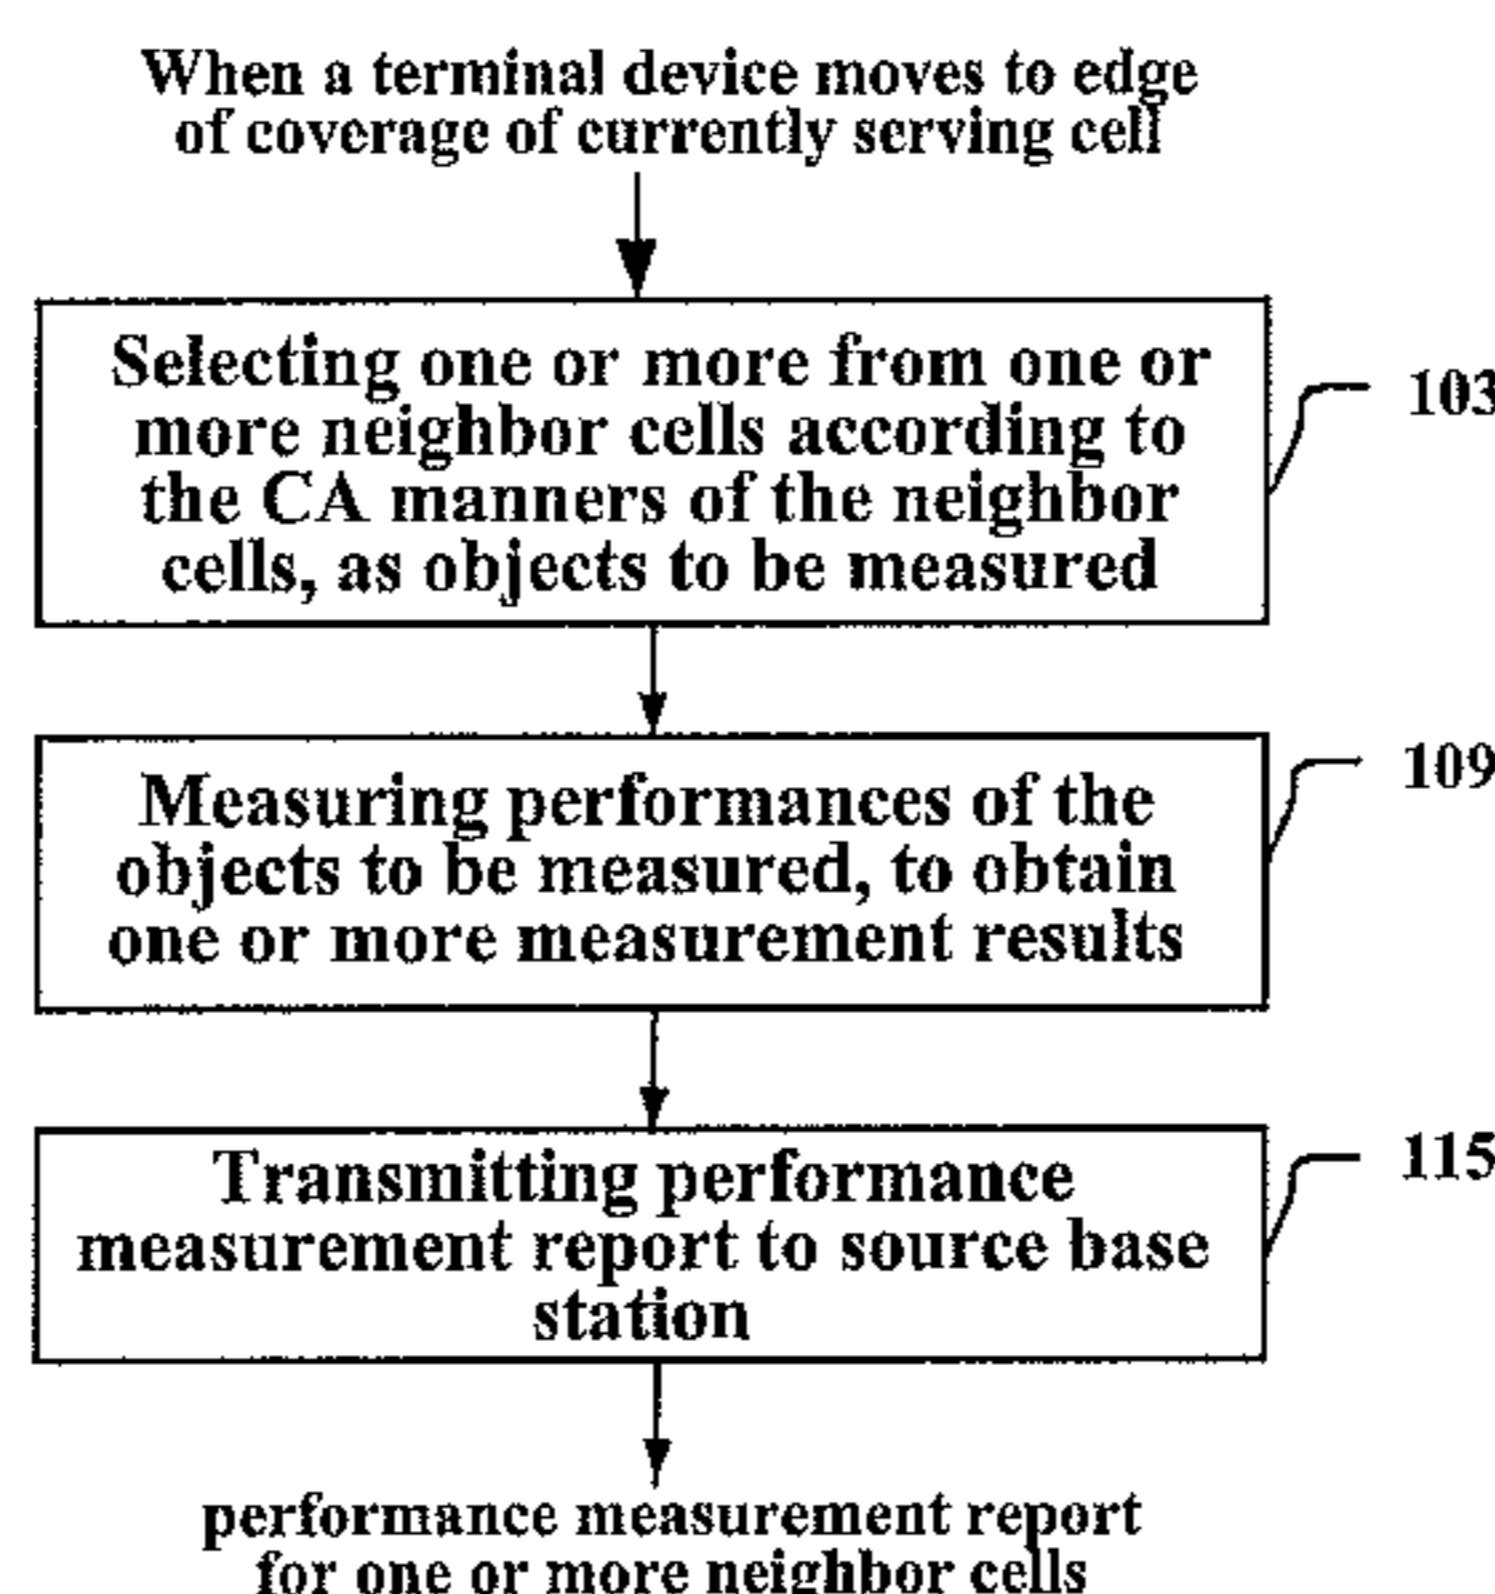 When a terminal device moves to edge
of coverage of currently serving cell
Selecting one or more from one or
more neighbor cells according to
the CA manners of the neighbor
cells, as objects to be measured
103
Measuring performances of the
objects to be measured, to obtain
one or more measurement results
109
Transmitting performance
measurement report to source base
station
115
performance measurement report
for one or more neighbor cells